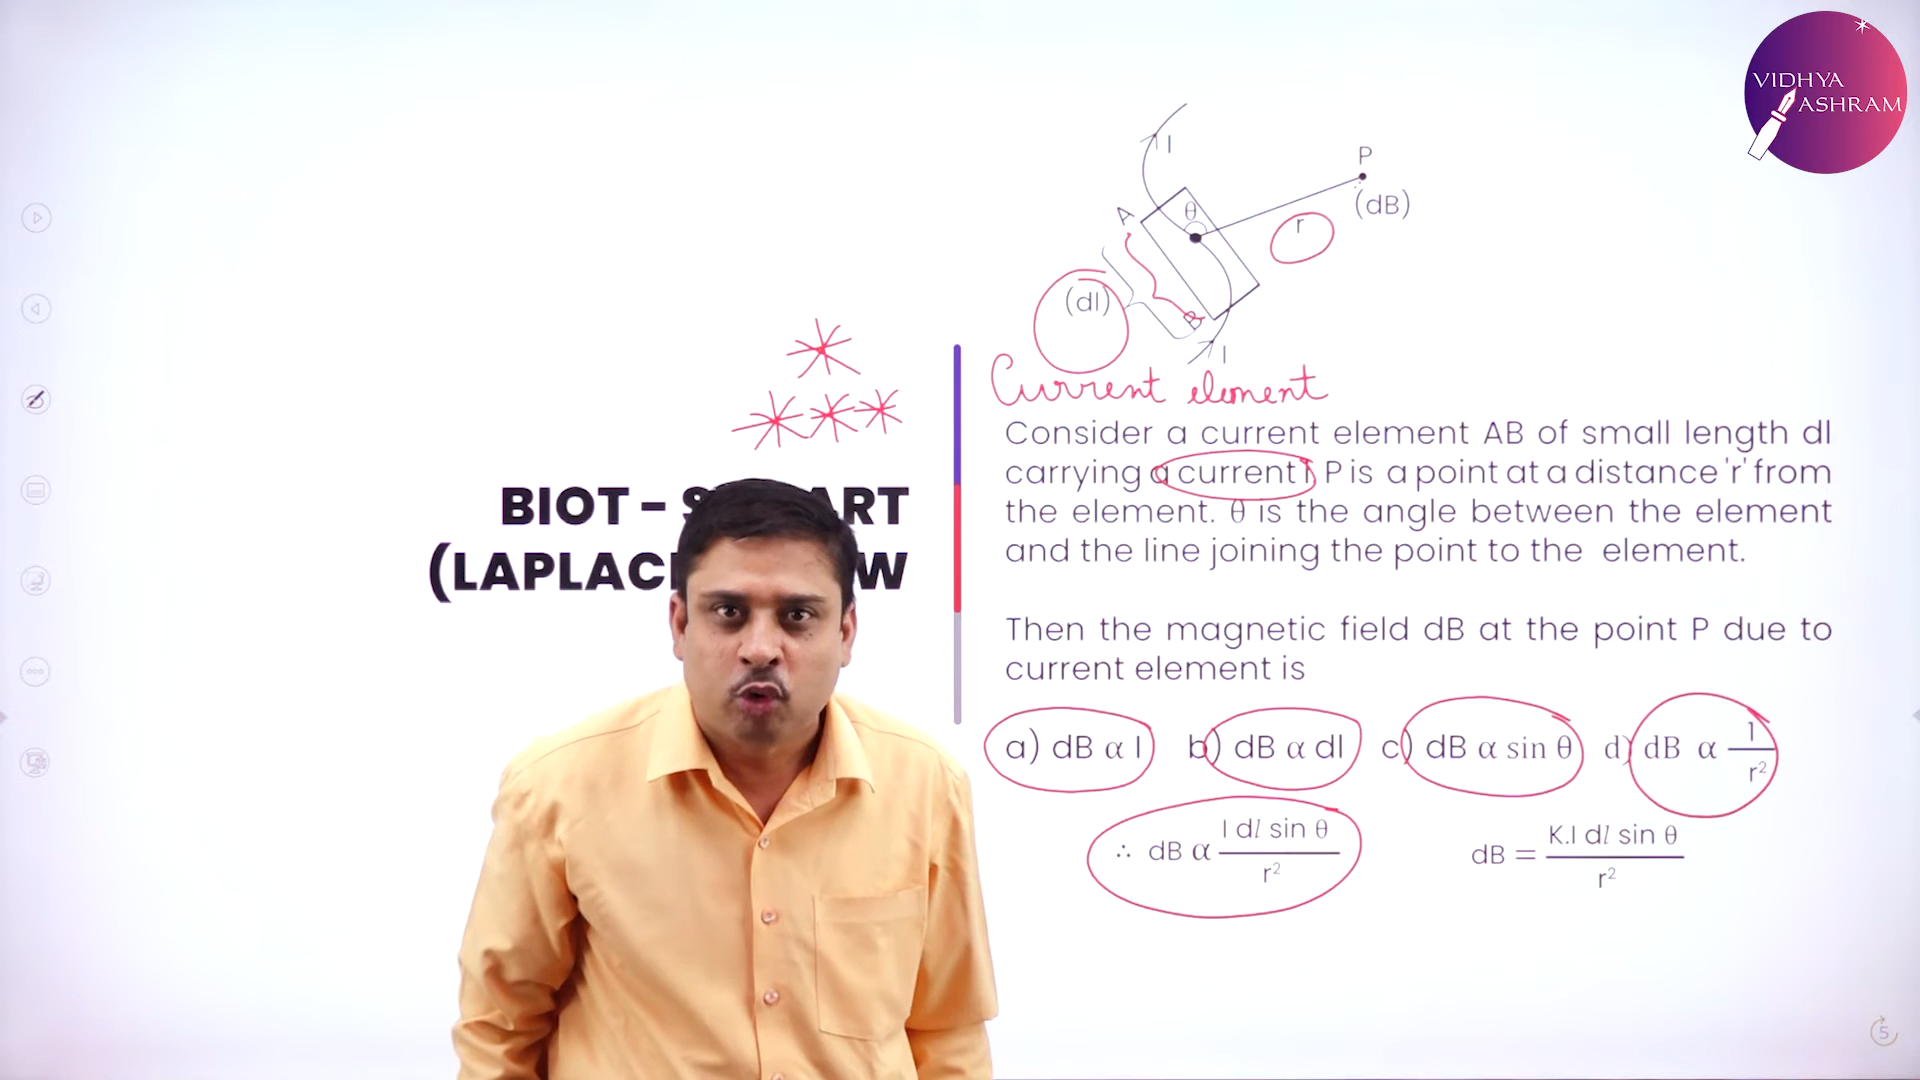 VIDHYA
ASHRAM
I
P
(dB)
A
θ
r
(dl)
B
I
Current element
BIOT –
(LAPLAC
Consider a current element AB of small length dl
carrying a current I. P is a point at a distance 'r' from
the element. θ is the angle between the element
and the line joining the point to the element.
Then the magnetic field dB at the point P due to
current element is
a) dB α I b) dB α dl c) dB α sin θ d) dB α 1/r²
∴ dB α I dl sin θ / r² dB = K.I dl sin θ / r²
5